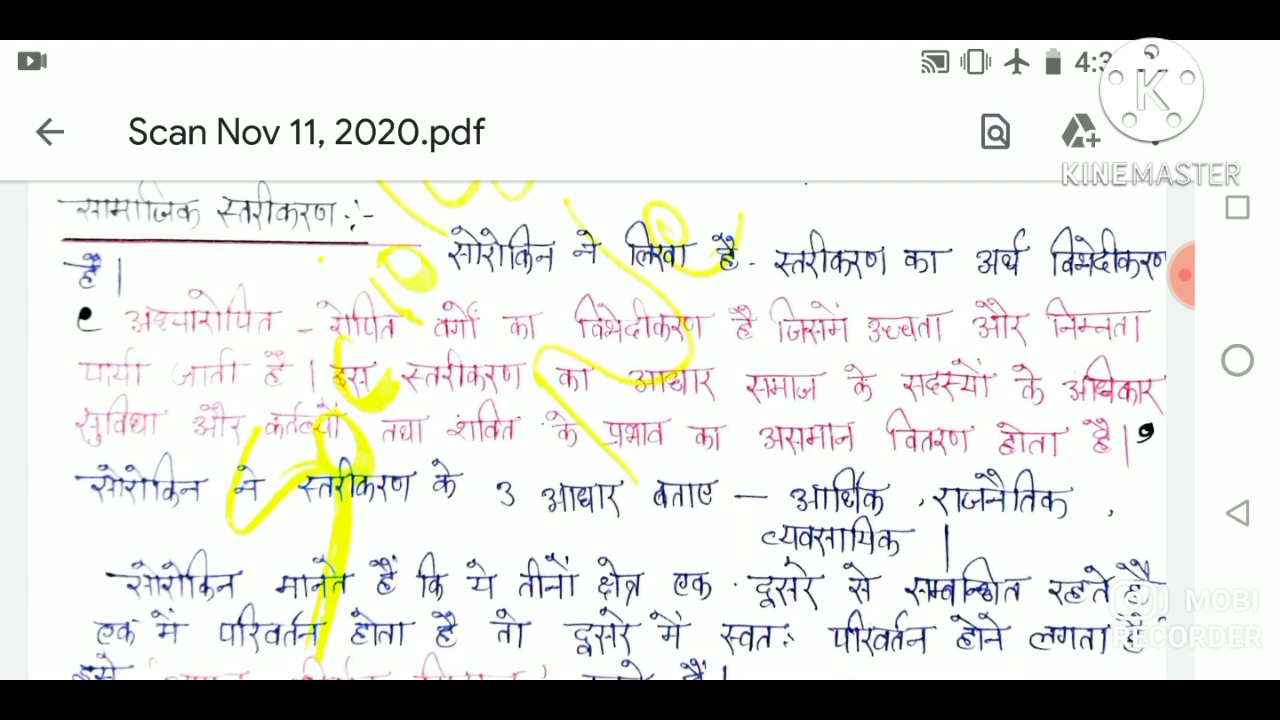 4:3
Scan Nov 11, 2020.pdf
KINEMASTER
सामाजिक स्तरीकरण :-
सोरोकिन ने लिखा है - स्तरीकरण का अर्थ विभेदीकरण
है।
अध्यारोपित - रोपित वर्गों का विभेदीकरण है जिसमें उच्चता और निम्नता
पायी जाती है। इस स्तरीकरण का आधार समाज के सदस्यों के अधिकार
सुविधा और कर्तव्यों तथा शक्ति के प्रभाव का असमान वितरण होता है।
सोरोकिन ने स्तरीकरण के 3 आधार बताए — आर्थिक, राजनैतिक,
व्यवसायिक।
सोरोकिन मानते हैं कि ये तीनों क्षेत्र एक दूसरे से सम्बन्धित रहते है
एक में परिवर्तन होता है तो दूसरे में स्वतः परिवर्तन होने लगता है
MOBI
RECORDER